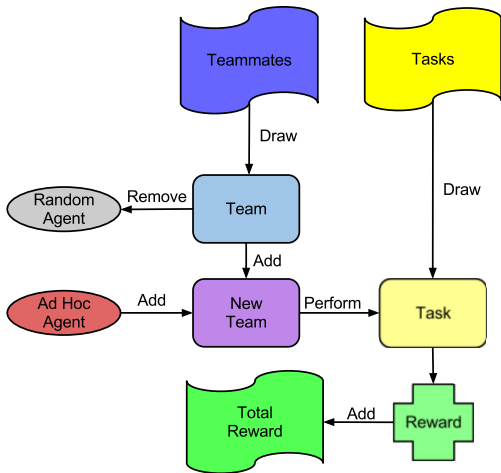 Teammates
Tasks
Draw
Draw
Random
Agent
Remove
Team
Add
Ad Hoc
Agent
Add
New
Team
Perform
Task
Total
Reward
Add
Reward